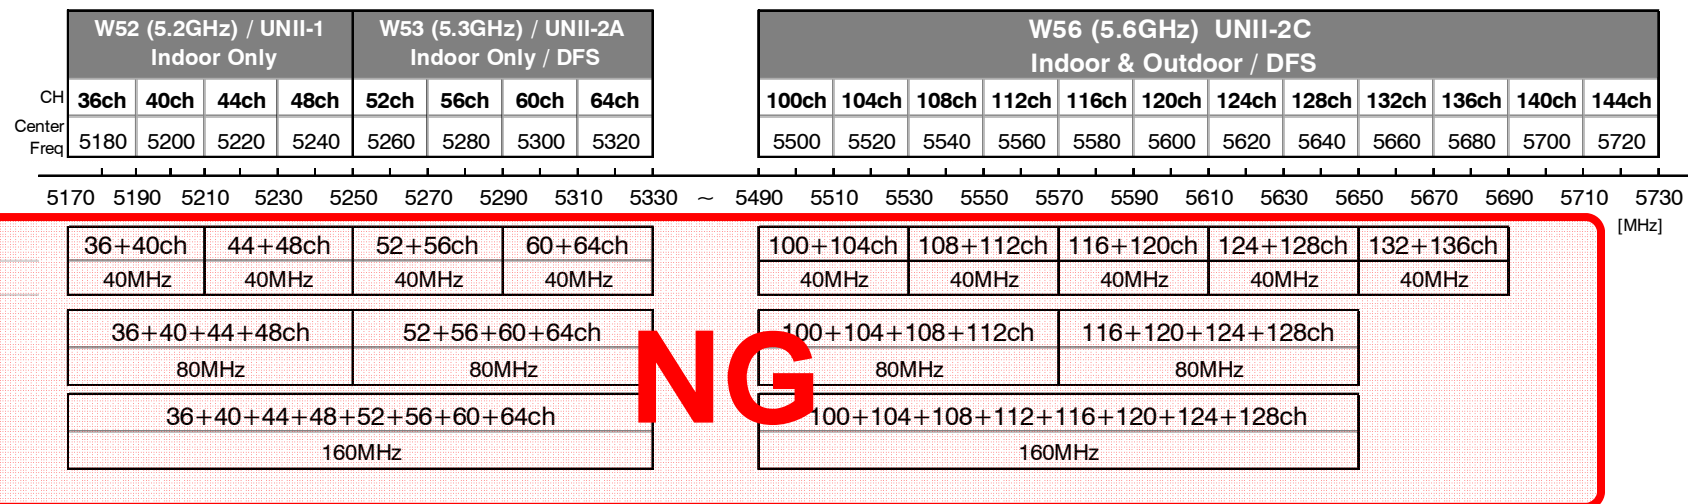 W52 (5.2GHz) / UNII-1 W53 (5.3GHz) / UNII-2A W56 (5.6GHz) UNII-2C
Indoor Only Indoor Only / DFS Indoor & Outdoor / DFS
CH 36ch 40ch 44ch 48ch 52ch 56ch 60ch 64ch 100ch 104ch 108ch 112ch 116ch 120ch 124ch 128ch 132ch 136ch 140ch 144ch
Center Freq 5180 5200 5220 5240 5260 5280 5300 5320 5500 5520 5540 5560 5580 5600 5620 5640 5660 5680 5700 5720
5170 5190 5210 5230 5250 5270 5290 5310 5330 ~ 5490 5510 5530 5550 5570 5590 5610 5630 5650 5670 5690 5710 5730
[MHz]
36+40ch 44+48ch 52+56ch 60+64ch 100+104ch 108+112ch 116+120ch 124+128ch 132+136ch
40MHz 40MHz 40MHz 40MHz 40MHz 40MHz 40MHz 40MHz 40MHz
36+40+44+48ch 52+56+60+64ch 100+104+108+112ch 116+120+124+128ch
80MHz 80MHz 80MHz 80MHz
NG
36+40+44+48+52+56+60+64ch 100+104+108+112+116+120+124+128ch
160MHz 160MHz